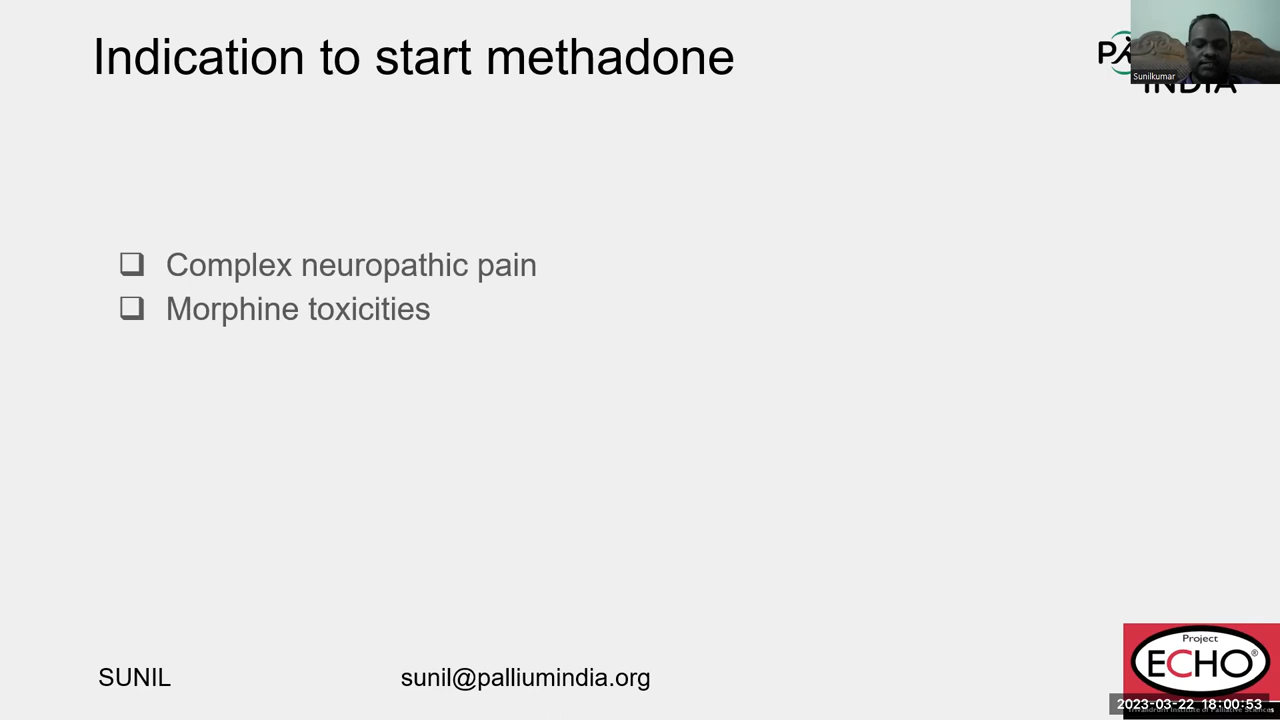 Indication to start methadone
Sunilkumar
INDIA
❑ Complex neuropathic pain
❑ Morphine toxicities
SUNIL
sunil@palliumindia.org
Project
ECHO®
2023-03-22 18:00:53